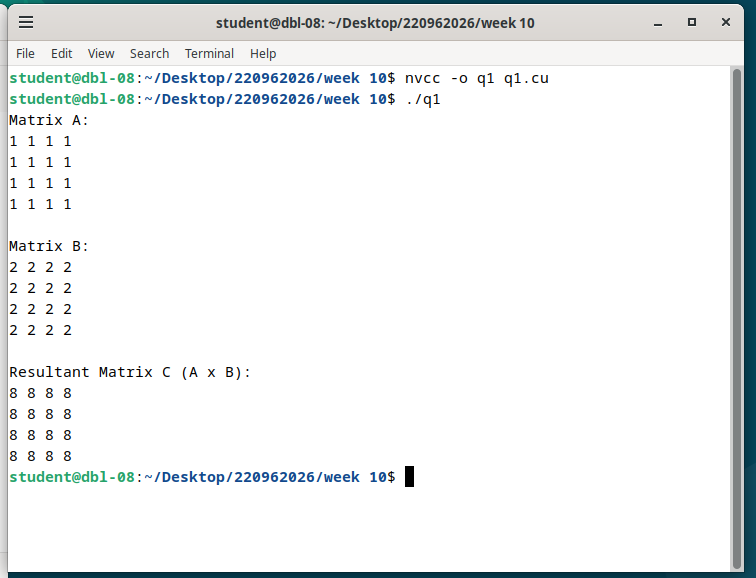 student@dbl-08: ~/Desktop/220962026/week 10
File Edit View Search Terminal Help
student@dbl-08:~/Desktop/220962026/week 10$ nvcc -o q1 q1.cu
student@dbl-08:~/Desktop/220962026/week 10$ ./q1
Matrix A:
1 1 1 1
1 1 1 1
1 1 1 1
1 1 1 1
Matrix B:
2 2 2 2
2 2 2 2
2 2 2 2
2 2 2 2
Resultant Matrix C (A x B):
8 8 8 8
8 8 8 8
8 8 8 8
8 8 8 8
student@dbl-08:~/Desktop/220962026/week 10$